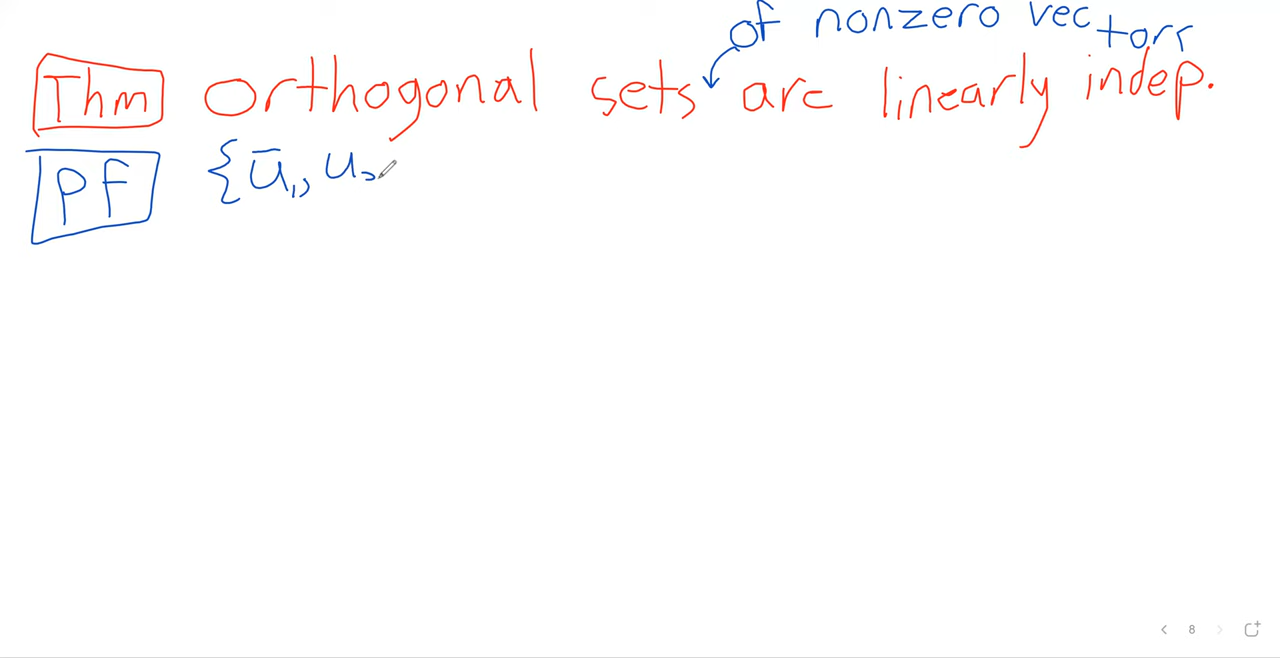 of nonzero vectors
Thm Orthogonal sets are linearly indep.
Pf {ū₁, u₂
8